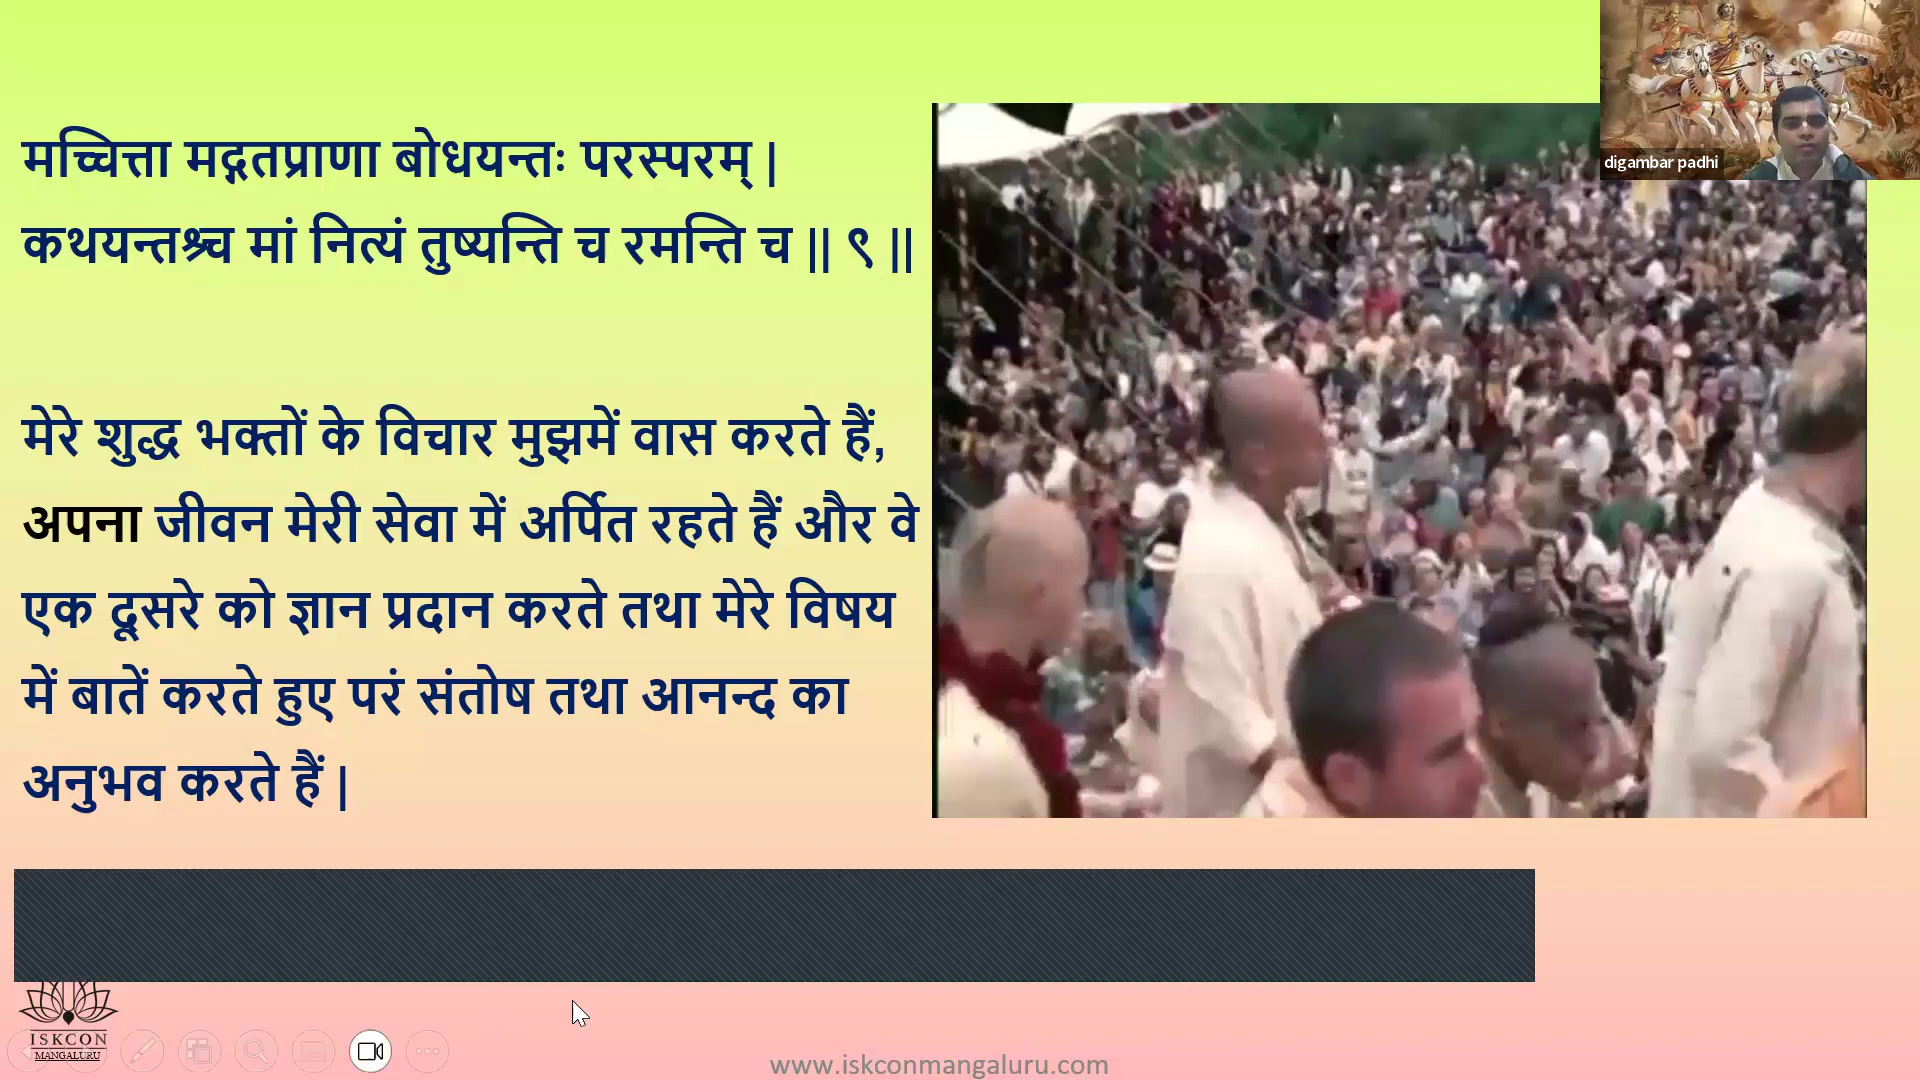 मच्चित्ता मद्गतप्राणा बोधयन्तः परस्परम् |
कथयन्तश्र्च मां नित्यं तुष्यन्ति च रमन्ति च || ९ ||
मेरे शुद्ध भक्तों के विचार मुझमें वास करते हैं,
अपना जीवन मेरी सेवा में अर्पित रहते हैं और वे
एक दूसरे को ज्ञान प्रदान करते तथा मेरे विषय
में बातें करते हुए परं संतोष तथा आनन्द का
अनुभव करते हैं |
digambar padhi
ISKCON
MANGALURU
www.iskconmangaluru.com